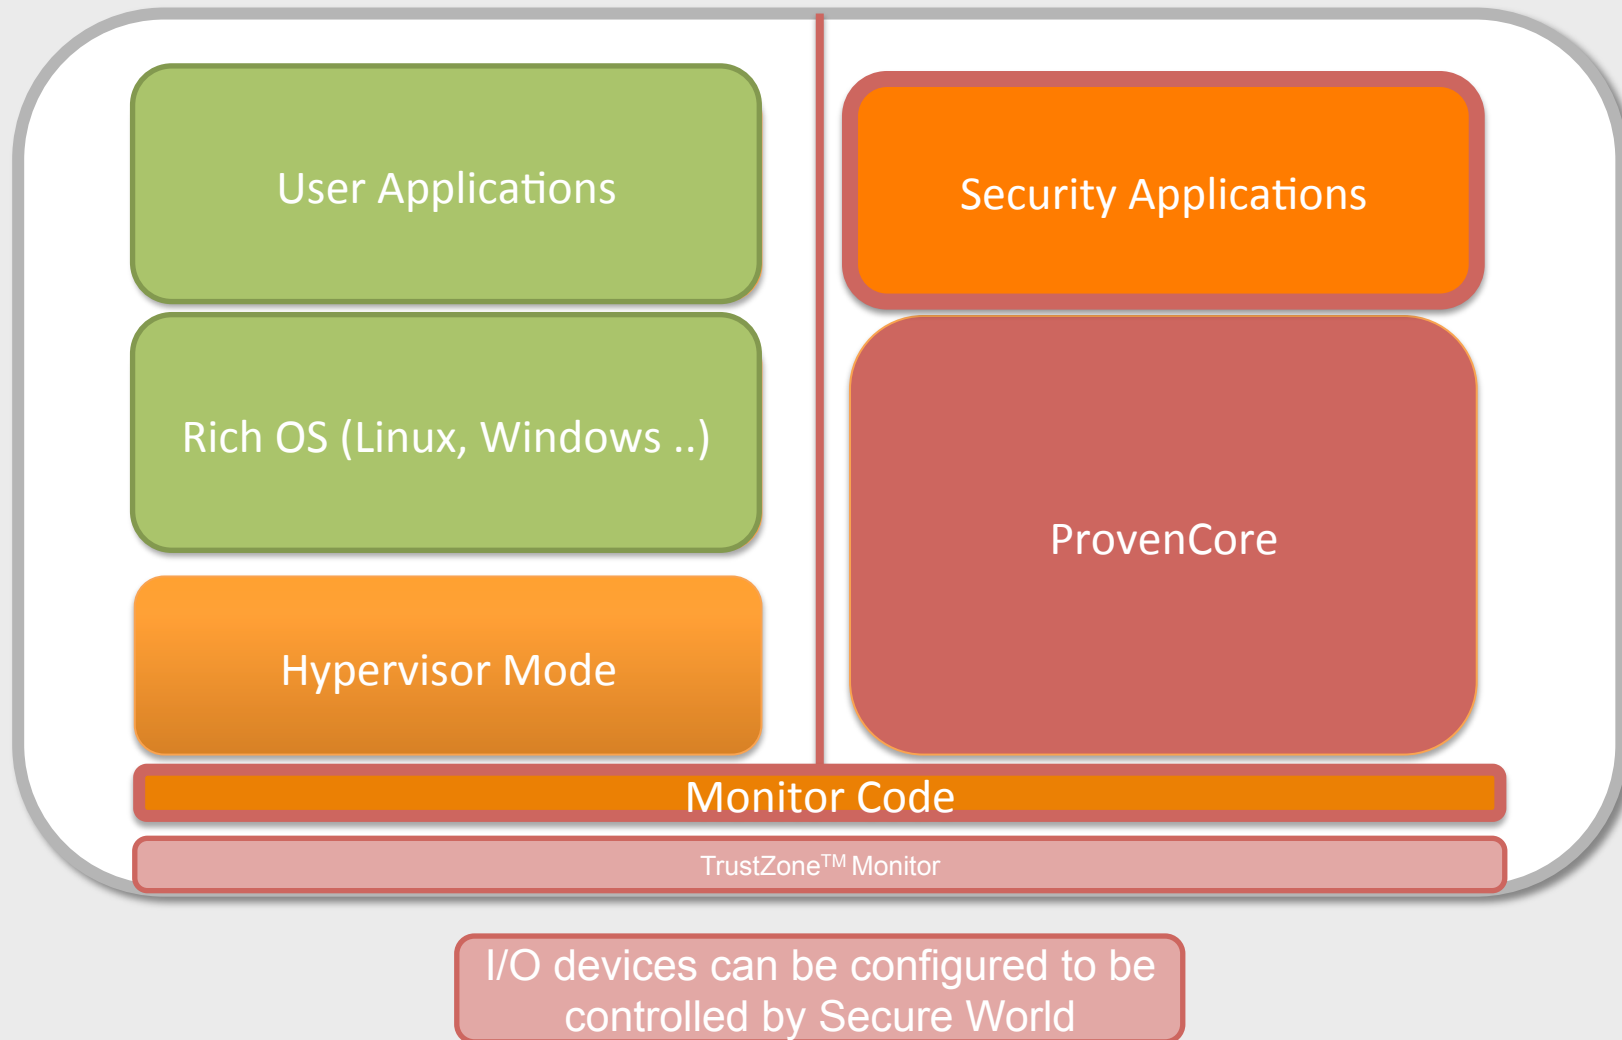 User Applications
Security Applications
Rich OS (Linux, Windows ..)
ProvenCore
Hypervisor Mode
Monitor Code
TrustZone™ Monitor
I/O devices can be configured to be
controlled by Secure World